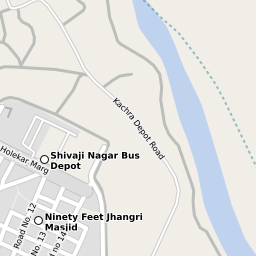 Kachra Depot Road
Holekar Marg
Shivaji Nagar Bus
Depot
Ninety Feet Jhangri
Masjid
Road No. 12
No. 13
d no 14